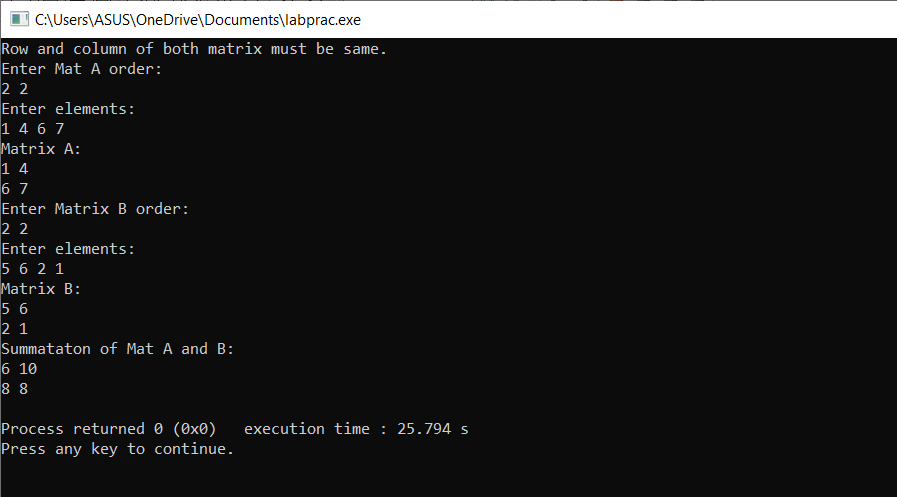 C:\Users\ASUS\OneDrive\Documents\labprac.exe
Row and column of both matrix must be same.
Enter Mat A order:
2 2
Enter elements:
1 4 6 7
Matrix A:
1 4
6 7
Enter Matrix B order:
2 2
Enter elements:
5 6 2 1
Matrix B:
5 6
2 1
Summataton of Mat A and B:
6 10
8 8
Process returned 0 (0x0)   execution time : 25.794 s
Press any key to continue.